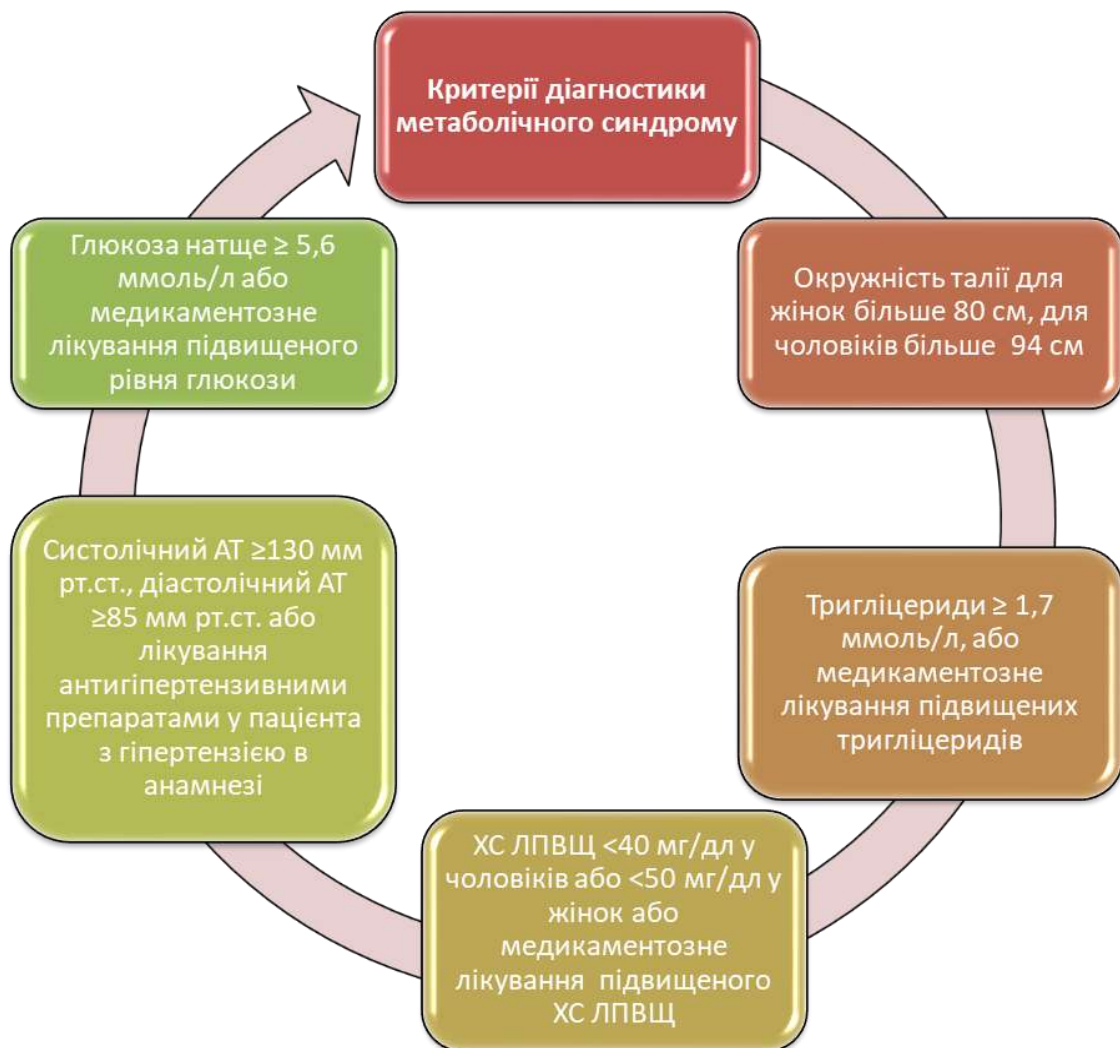 Критерії діагностики
метаболічного синдрому
Окружність талії для
жінок більше 80 см, для
чоловіків більше 94 см
Тригліцериди ≥ 1,7
ммоль/л, або
медикаментозне
лікування підвищених
тригліцеридів
ХС ЛПВЩ <40 мг/дл у
чоловіків або <50 мг/дл у
жінок або
медикаментозне
лікування підвищеного
ХС ЛПВЩ
Систолічний АТ ≥130 мм
рт.ст., діастолічний АТ
≥85 мм рт.ст. або
лікування
антигіпертензивними
препаратами у пацієнта
з гіпертензією в
анамнезі
Глюкоза натще ≥ 5,6
ммоль/л або
медикаментозне
лікування підвищеного
рівня глюкози